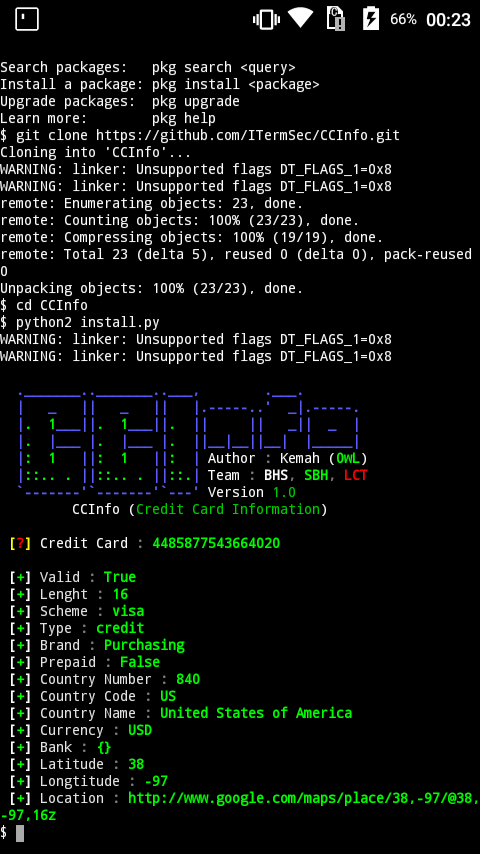 66% 00:23
Search packages:   pkg search <query>
Install a package: pkg install <package>
Upgrade packages:  pkg upgrade
Learn more:        pkg help
$ git clone https://github.com/ITermSec/CCInfo.git
Cloning into 'CCInfo'...
WARNING: linker: Unsupported flags DT_FLAGS_1=0x8
WARNING: linker: Unsupported flags DT_FLAGS_1=0x8
remote: Enumerating objects: 23, done.
remote: Counting objects: 100% (23/23), done.
remote: Compressing objects: 100% (19/19), done.
remote: Total 23 (delta 5), reused 0 (delta 0), pack-reused
0
Unpacking objects: 100% (23/23), done.
$ cd CCInfo
$ python2 install.py
WARNING: linker: Unsupported flags DT_FLAGS_1=0x8
WARNING: linker: Unsupported flags DT_FLAGS_1=0x8
Author : Kemah (OwL)
Team : BHS, SBH, LCT
Version 1.0
CCInfo (Credit Card Information)
[?] Credit Card : 4485877543664020
[+] Valid : True
[+] Lenght : 16
[+] Scheme : visa
[+] Type : credit
[+] Brand : Purchasing
[+] Prepaid : False
[+] Country Number : 840
[+] Country Code : US
[+] Country Name : United States of America
[+] Currency : USD
[+] Bank : {}
[+] Latitude : 38
[+] Longtitude : -97
[+] Location : http://www.google.com/maps/place/38,-97/@38,
-97,16z
$